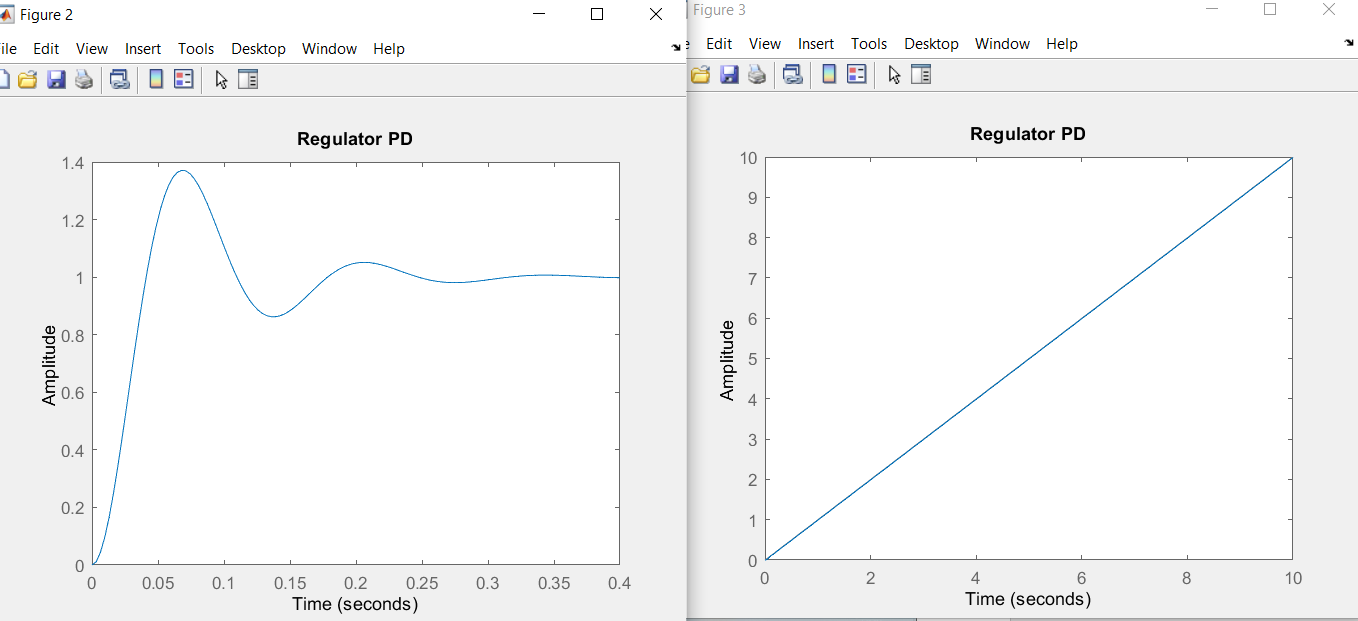 Figure 2
ile Edit View Insert Tools Desktop Window Help
Regulator PD
1.4
1.2
1
0.8
0.6
0.4
0.2
0
Amplitude
0 0.05 0.1 0.15 0.2 0.25 0.3 0.35 0.4
Time (seconds)
Figure 3
e Edit View Insert Tools Desktop Window Help
Regulator PD
10
9
8
7
6
5
4
3
2
1
0
Amplitude
0 2 4 6 8 10
Time (seconds)